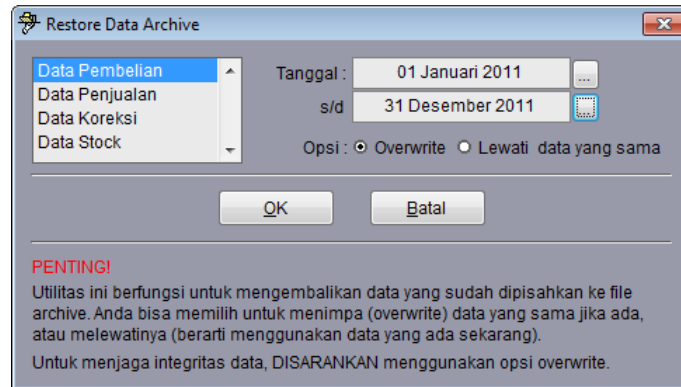 Restore Data Archive
Data Pembelian
Data Penjualan
Data Koreksi
Data Stock
Tanggal : 01 Januari 2011 ...
s/d 31 Desember 2011 ...
Opsi : Overwrite Lewati data yang sama
OK Batal
PENTING!
Utilitas ini berfungsi untuk mengembalikan data yang sudah dipisahkan ke file
archive. Anda bisa memilih untuk menimpa (overwrite) data yang sama jika ada,
atau melewatinya (berarti menggunakan data yang ada sekarang).
Untuk menjaga integritas data, DISARANKAN menggunakan opsi overwrite.